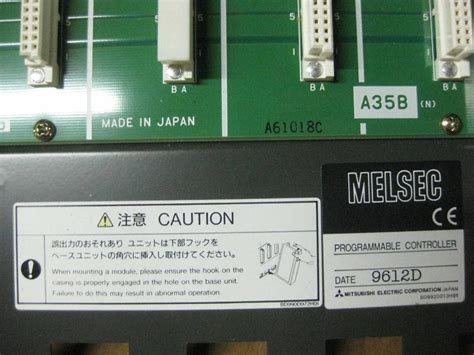 5
1
B A
B A
B A
MADE IN JAPAN
A61018C
A35B (N)
⚠ 注意 CAUTION
誤出力のおそれあり ユニットは下部フックを
ベースユニットの角穴に挿入し取付けてください。
When mounting a module, please ensure the hook on the
casing is properly engaged in the hole on the base unit.
Failure to do this may result in abnormal operation.
BD990D972H01
MELSEC
CE
PROGRAMMABLE CONTROLLER
DATE 9612D
MITSUBISHI ELECTRIC CORPORATION JAPAN